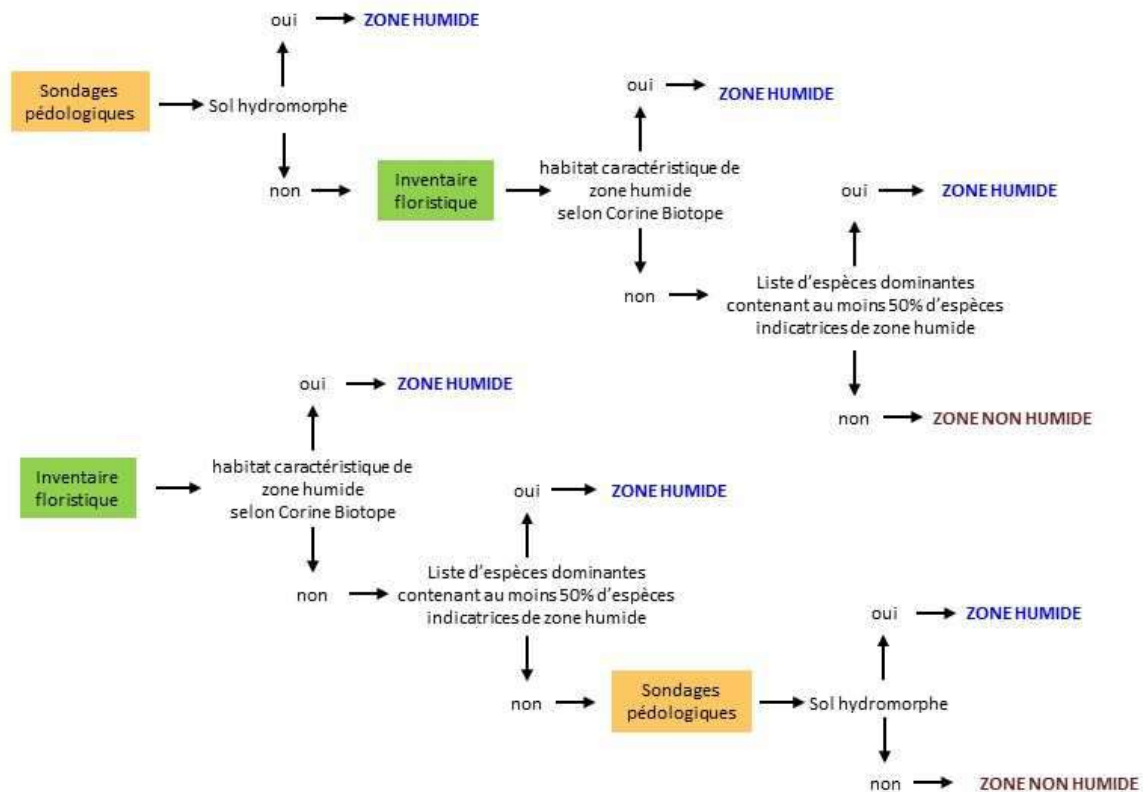 oui
ZONE HUMIDE
Sondages
pédologiques
Sol hydromorphe
non
Inventaire
floristique
oui
ZONE HUMIDE
habitat caractéristique de
zone humide
selon Corine Biotope
non
oui
ZONE HUMIDE
Liste d'espèces dominantes
contenant au moins 50% d'espèces
indicatrices de zone humide
non
ZONE NON HUMIDE
Inventaire
floristique
oui
ZONE HUMIDE
habitat caractéristique de
zone humide
selon Corine Biotope
non
oui
ZONE HUMIDE
Liste d'espèces dominantes
contenant au moins 50% d'espèces
indicatrices de zone humide
non
Sondages
pédologiques
oui
ZONE HUMIDE
Sol hydromorphe
non
ZONE NON HUMIDE